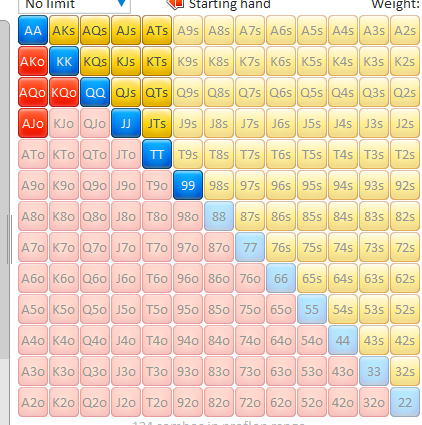 No limit Starting hand Weight:
AA AKs AQs AJs ATs A9s A8s A7s A6s A5s A4s A3s A2s
AKo KK KQs KJs KTs K9s K8s K7s K6s K5s K4s K3s K2s
AQo KQo QQ QJs QTs Q9s Q8s Q7s Q6s Q5s Q4s Q3s Q2s
AJo KJo QJo JJ JTs J9s J8s J7s J6s J5s J4s J3s J2s
ATo KTo QTo JTo TT T9s T8s T7s T6s T5s T4s T3s T2s
A9o K9o Q9o J9o T9o 99 98s 97s 96s 95s 94s 93s 92s
A8o K8o Q8o J8o T8o 98o 88 87s 86s 85s 84s 83s 82s
A7o K7o Q7o J7o T7o 97o 87o 77 76s 75s 74s 73s 72s
A6o K6o Q6o J6o T6o 96o 86o 76o 66 65s 64s 63s 62s
A5o K5o Q5o J5o T5o 95o 85o 75o 65o 55 54s 53s 52s
A4o K4o Q4o J4o T4o 94o 84o 74o 64o 54o 44 43s 42s
A3o K3o Q3o J3o T3o 93o 83o 73o 63o 53o 43o 33 32s
A2o K2o Q2o J2o T2o 92o 82o 72o 62o 52o 42o 32o 22
combos in preflop range